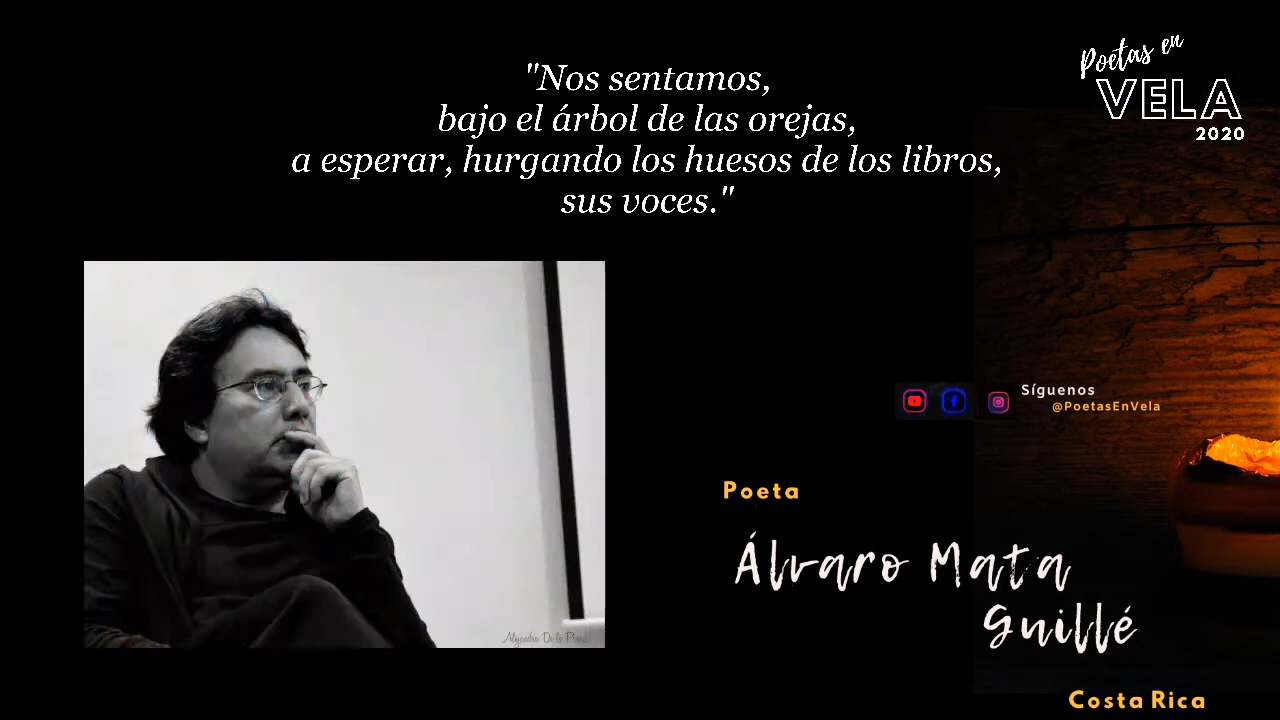 "Nos sentamos,
bajo el árbol de las orejas,
a esperar, hurgando los huesos de los libros,
sus voces."
Poetas en
VELA
2020
Síguenos
@PoetasEnVela
Poeta
Álvaro Mata
Guillé
Costa Rica